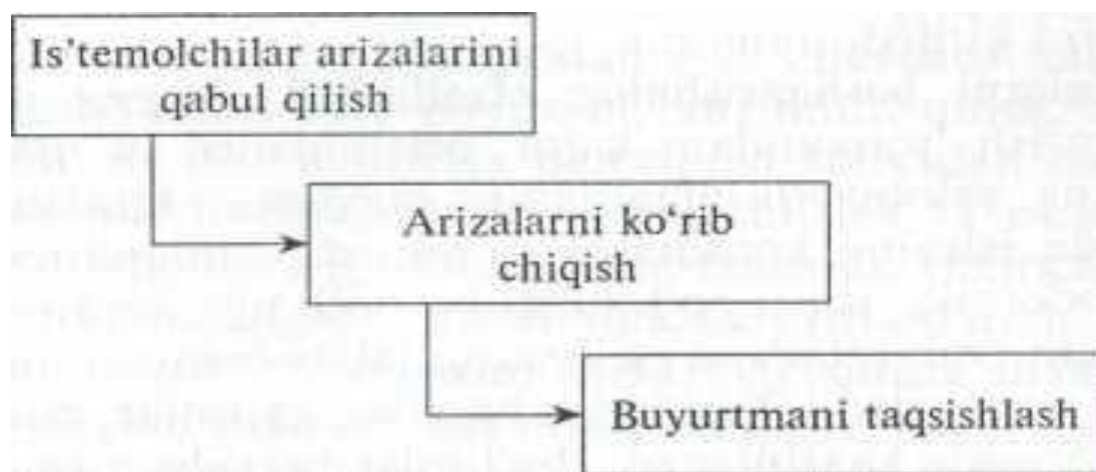 Is'temolchilar arizalarini
qabul qilish
Arizalarni ko‘rib
chiqish
Buyurtmani taqsishlash